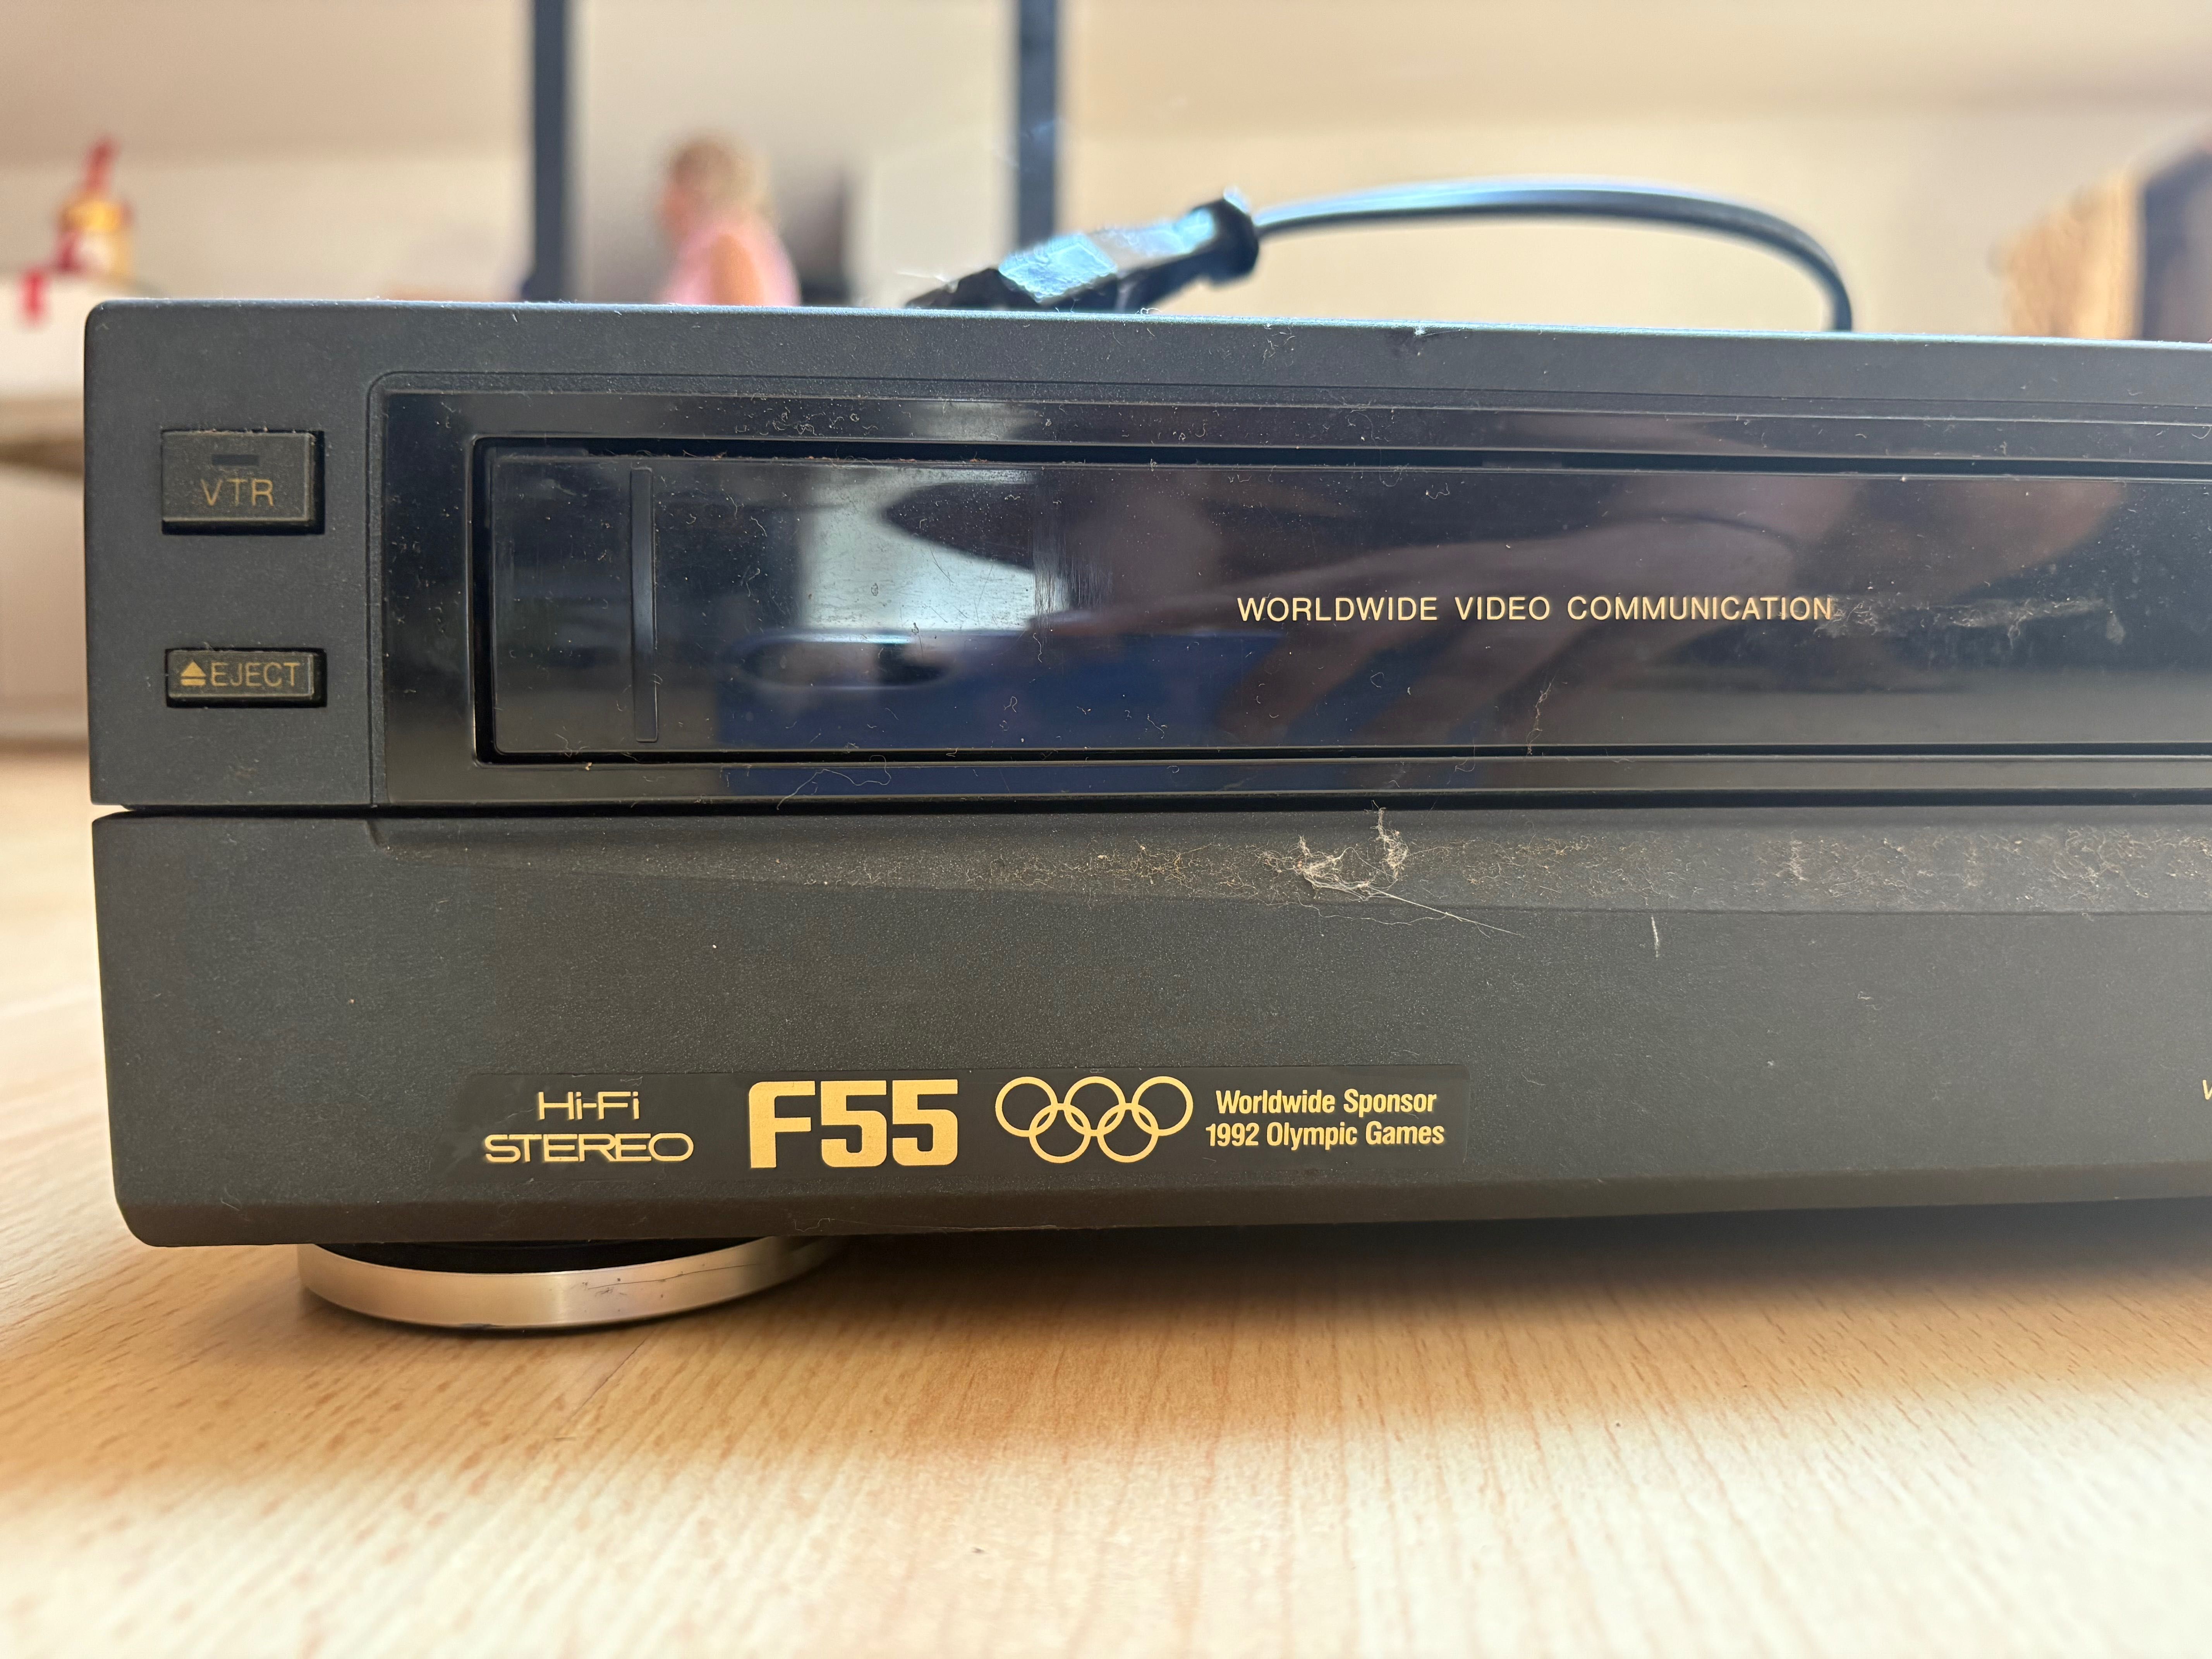 VTR
WORLDWIDE VIDEO COMMUNICATION
EJECT
Hi-Fi
STEREO
F55
Worldwide Sponsor
1992 Olympic Games